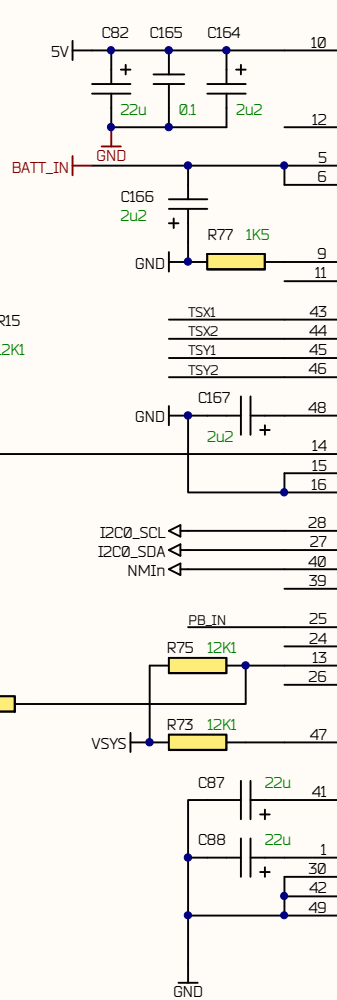 C82 C165 C164
10
5V
+ +
22u 0.1 2u2
12
GND
5
BATT_IN
6
C166
2u2
+
R77 1K5
9
GND
11
R15
TSX1 43
2K1
TSX2 44
TSY1 45
TSY2 46
C167
48
GND
2u2 +
14
15
16
28
I2C0_SCL
27
I2C0_SDA
40
NMIn
39
PB_IN 25
24
R75 12K1
13
26
R73 12K1
47
VSYS
C87 22u
41
+
C88 22u
1
+
30
42
49
GND